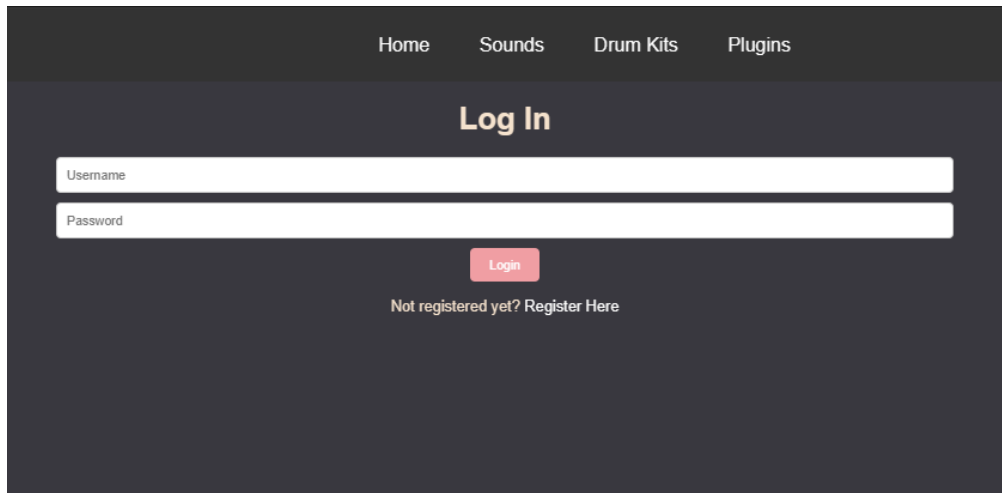 Home Sounds Drum Kits Plugins
Log In
Username
Password
Login
Not registered yet? Register Here